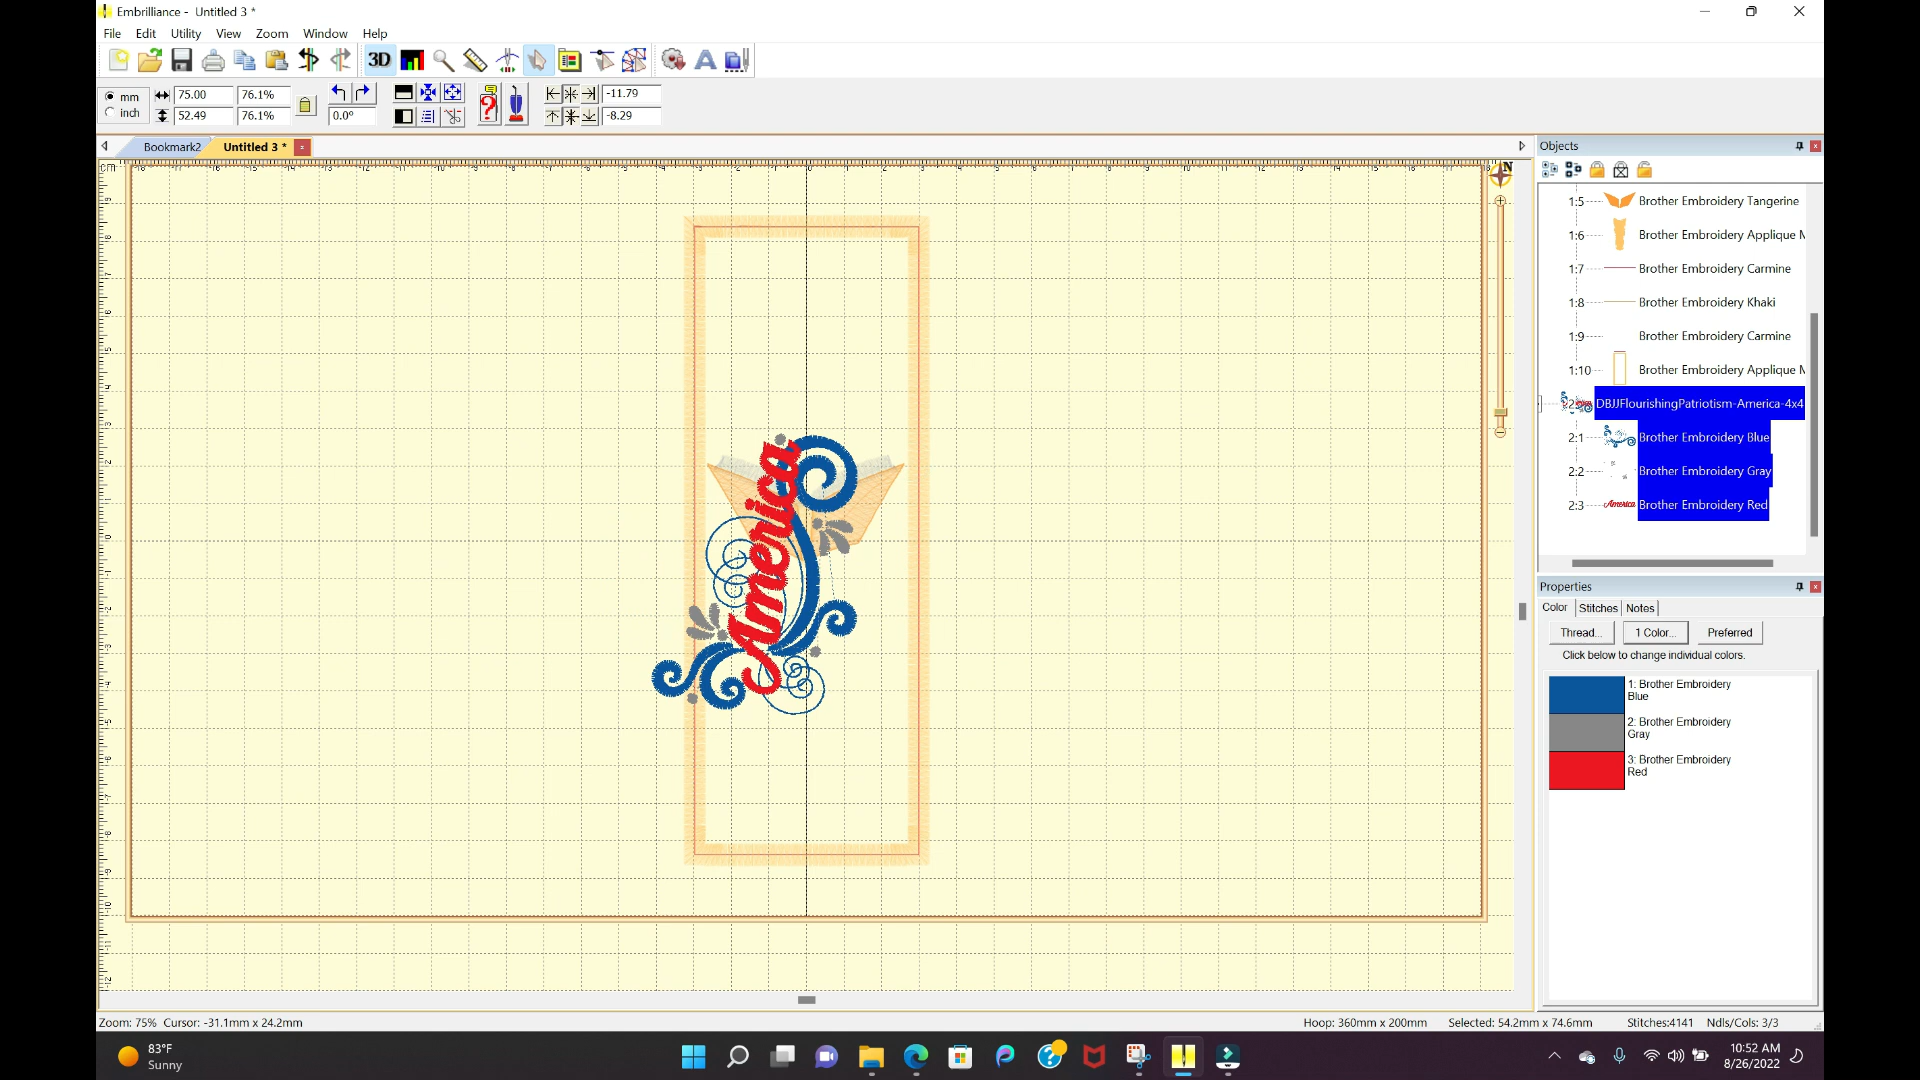 Embrilliance - Untitled 3 *
File Edit Utility View Zoom Window Help
3D
mm 75.00 76.1% -11.79
inch 52.49 76.1% 0.0° -8.29
Bookmark2 Untitled 3 *
Objects
cm
N
1:5 Brother Embroidery Tangerine
1:6 Brother Embroidery Applique M
1:7 Brother Embroidery Carmine
1:8 Brother Embroidery Khaki
1:9 Brother Embroidery Carmine
1:10 Brother Embroidery Applique M
DBJJFlourishingPatriotism-America-4x4
2:1 Brother Embroidery Blue
2:2 Brother Embroidery Gray
2:3 America Brother Embroidery Red
America
Properties
Color Stitches Notes
Thread... 1 Color... Preferred
Click below to change individual colors.
1: Brother Embroidery
Blue
2: Brother Embroidery
Gray
3: Brother Embroidery
Red
Zoom: 75% Cursor: -31.1mm x 24.2mm
Hoop: 360mm x 200mm Selected: 54.2mm x 74.6mm Stitches:4141 Ndls/Cols: 3/3
83°F
Sunny
10:52 AM
8/26/2022